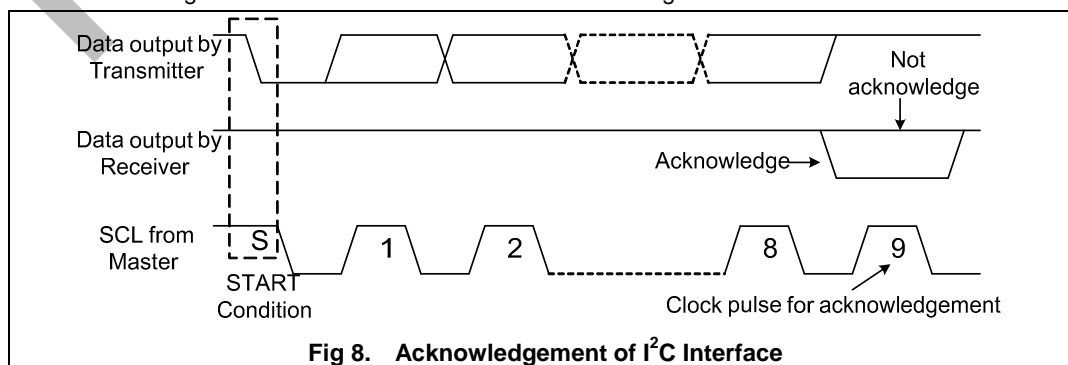 Data output by
Transmitter
Not
acknowledge
Data output by
Receiver
Acknowledge
SCL from
Master
S
1
2
8
9
START
Condition
Clock pulse for acknowledgement
Fig 8. Acknowledgement of I²C Interface